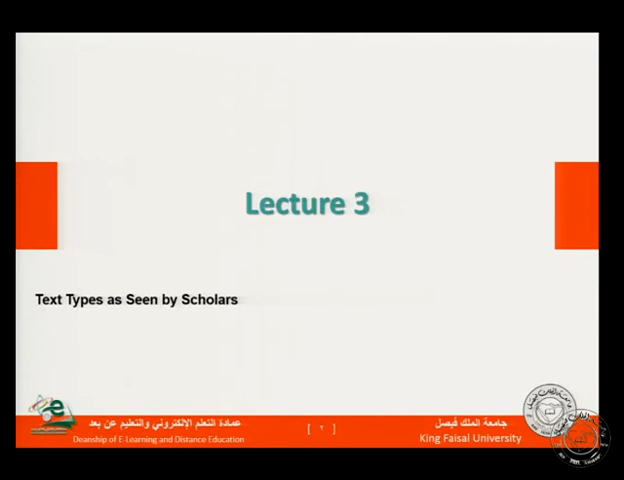 Lecture 3
Text Types as Seen by Scholars
عمادة التعلم الإلكتروني والتعليم عن بعد
Deanship of E-Learning and Distance Education
[ ٢ ]
جامعة الملك فيصل
King Faisal University